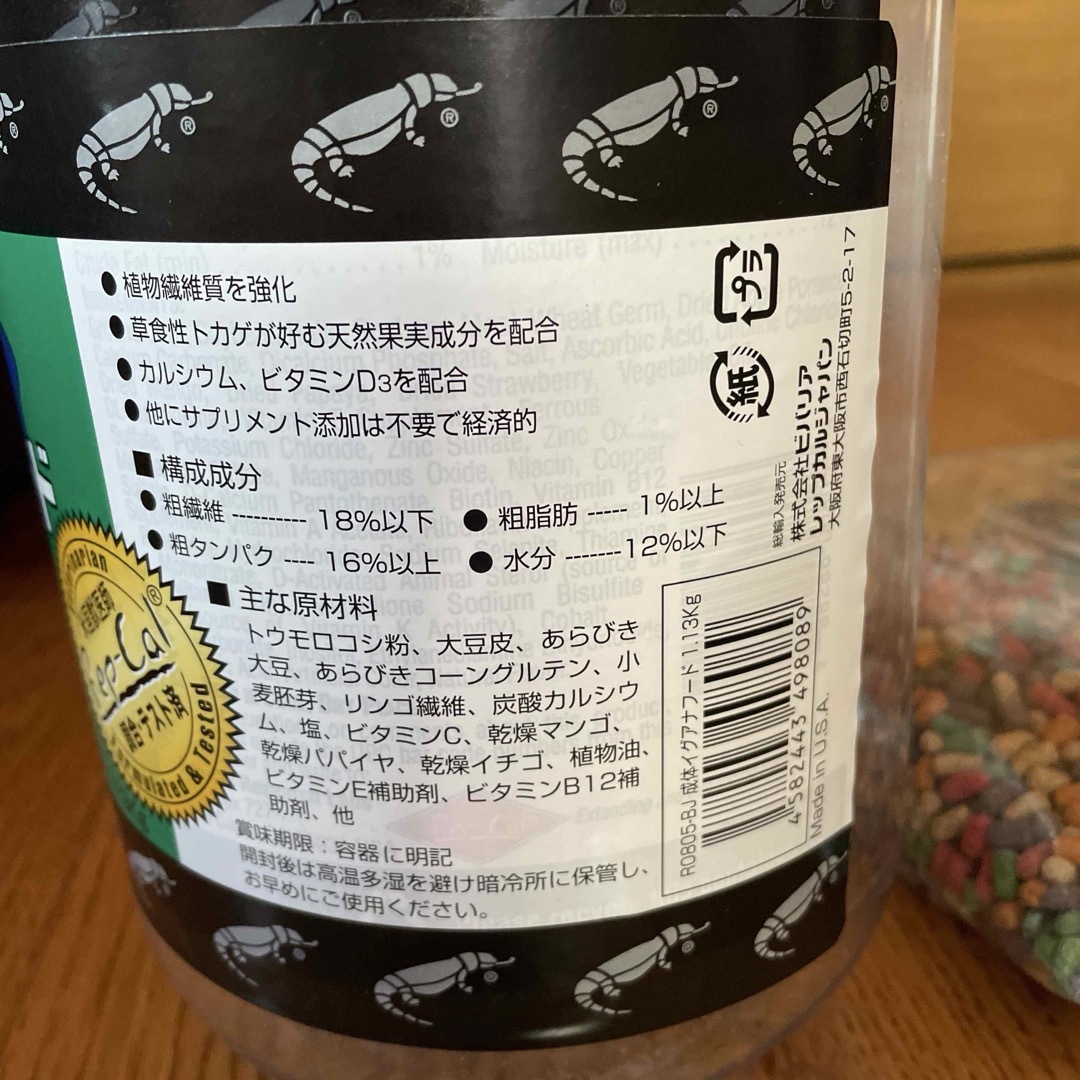 ®
®
®
®
®
●植物繊維質を強化
●草食性トカゲが好む天然果実成分を配合
●カルシウム、ビタミンD3を配合
●他にサプリメント添加は不要で経済的
■構成成分
●粗繊維 ---------- 18%以下 ●粗脂肪 ----- 1%以上
●粗タンパク ---- 16%以上 ●水分 -------12%以下
■主な原材料
トウモロコシ粉、大豆皮、あらびき
大豆、あらびきコーングルテン、小
麦胚芽、リンゴ繊維、炭酸カルシウ
ム、塩、ビタミンC、乾燥マンゴ、
乾燥パパイヤ、乾燥イチゴ、植物油、
ビタミンE補助剤、ビタミンB12補
助剤、他
賞味期限：容器に明記
開封後は高温多湿を避け暗冷所に保管し、
お早めにご使用ください。
プラ
紙
総輸入発売元
株式会社ビバリア
レップカルジャパン
大阪府東大阪市西石切町5-2-17
R0805-BJ 成体イグアナフード 1.13Kg
4 582443 498089
Made in U.S.A.
Rep-Cal®
テスト済
& Tested
®
®
®